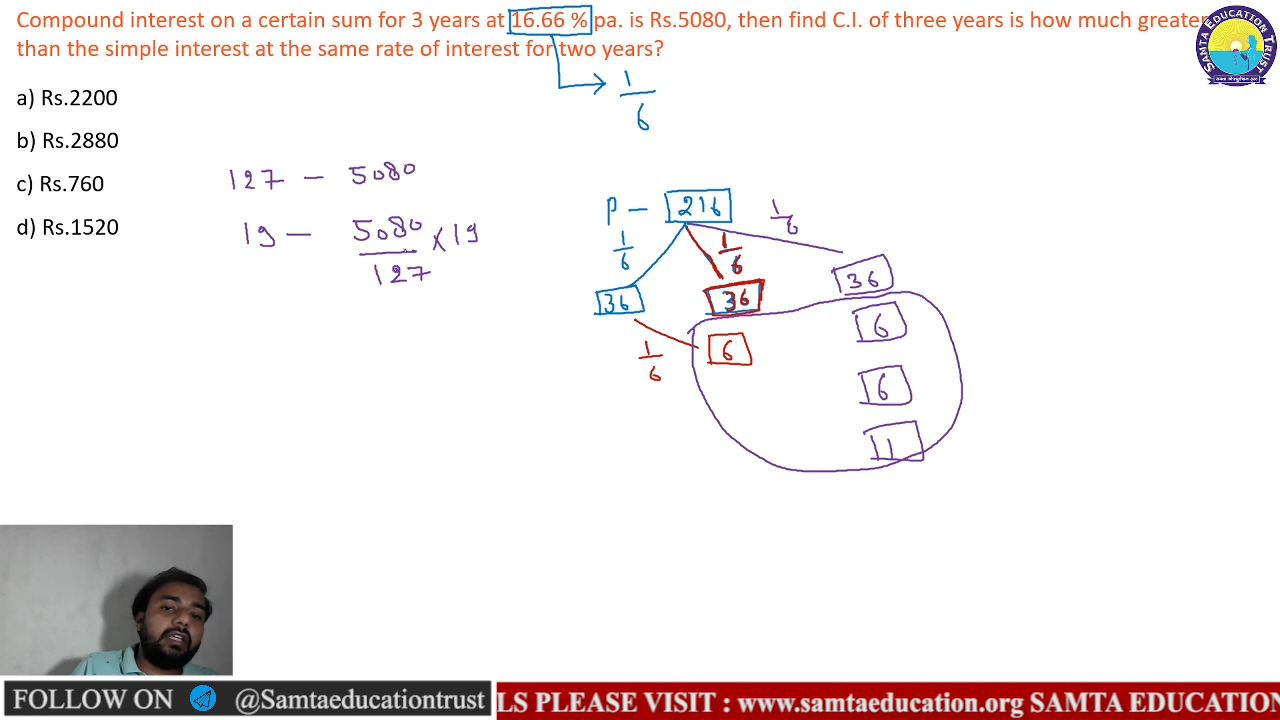 Compound interest on a certain sum for 3 years at 16.66 % pa. is Rs.5080, then find C.I. of three years is how much greater
than the simple interest at the same rate of interest for two years?
SAMTA EDUCATION TRUST
1/6
a) Rs.2200
b) Rs.2880
c) Rs.760
d) Rs.1520
127 - 5080
19 - 5080/127 × 19
P - 216
1/6 1/6 1/6
36 36 36
6
1/6 6
6
11
FOLLOW ON @Samtaeducationtrust
LS PLEASE VISIT : www.samtaeducation.org SAMTA EDUCATION